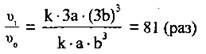 υ₁/υ₀ = k·3a·(3b)³/k·a·b³ = 81 (раз)